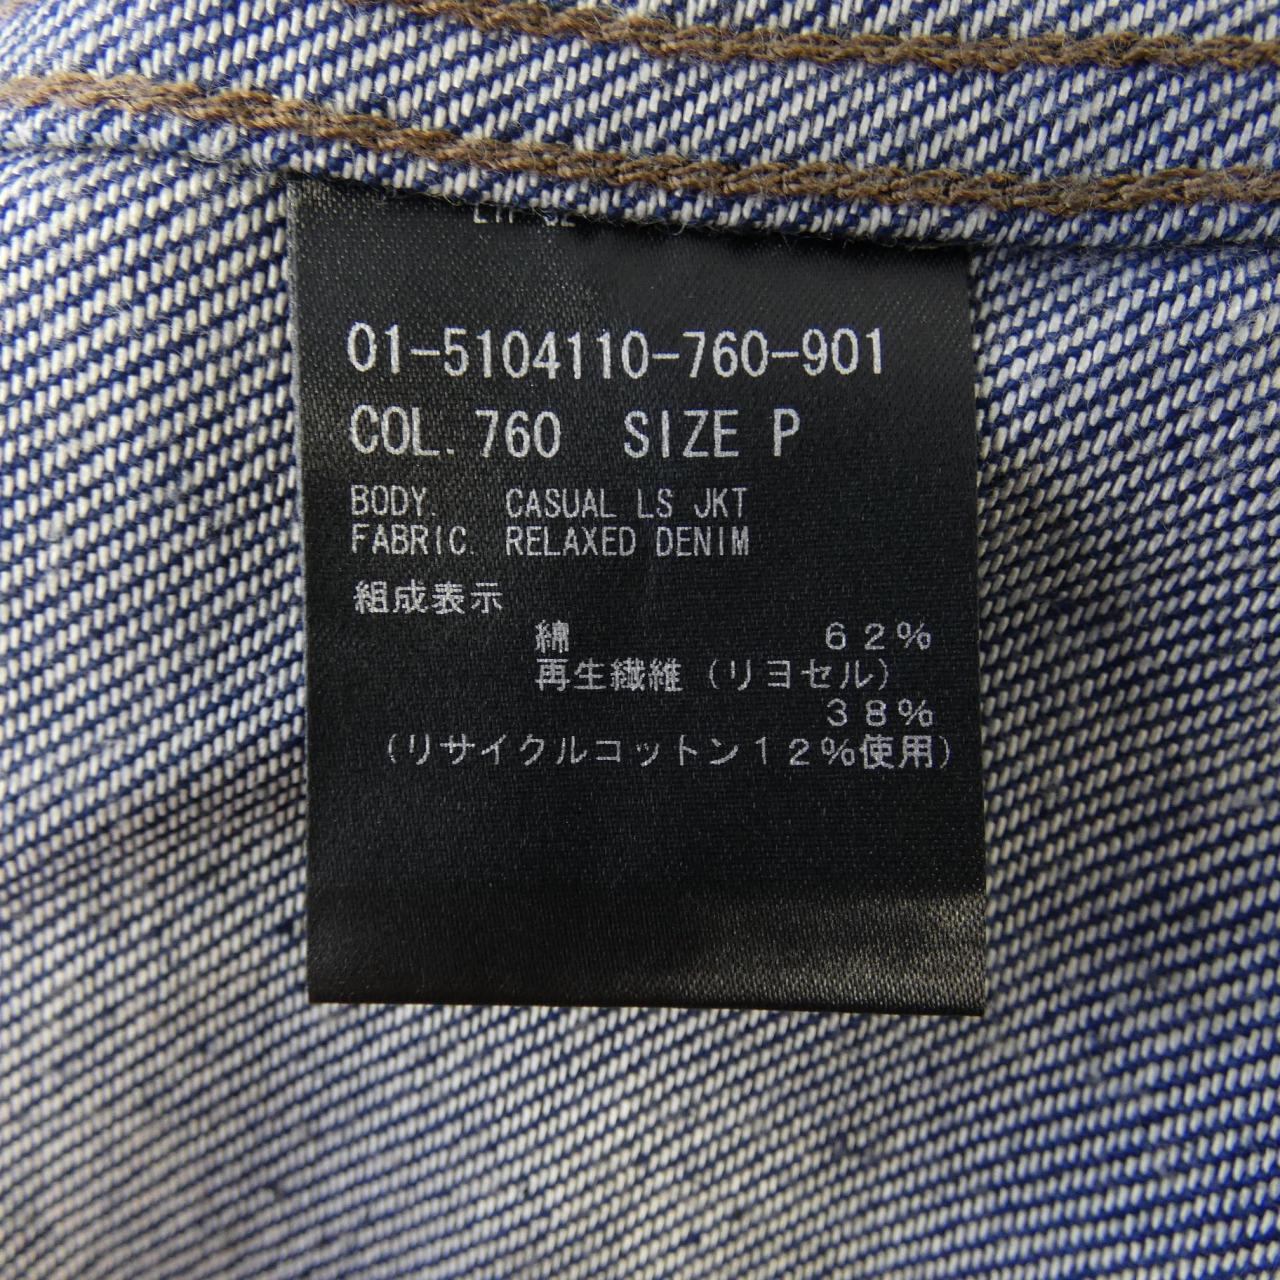 01-5104110-760-901
COL. 760 SIZE P
BODY. CASUAL LS JKT
FABRIC. RELAXED DENIM
組成表示
綿 62%
再生繊維（リヨセル）
38%
（リサイクルコットン12%使用）